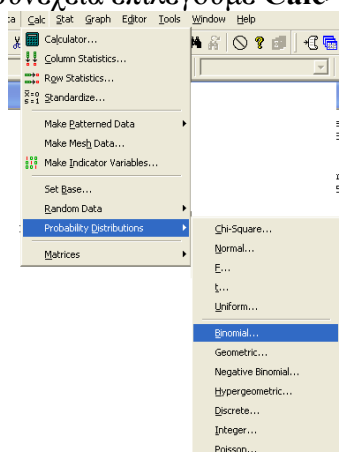 συνέχεια επιλέγουμε Calc
Calc Stat Graph Editor Tools Window Help
Calculator...
Column Statistics...
Row Statistics...
Standardize...
Make Patterned Data
Make Mesh Data...
Make Indicator Variables...
Set Base...
Random Data
Probability Distributions
Matrices
Chi-Square...
Normal...
F...
t...
Uniform...
Binomial...
Geometric...
Negative Binomial...
Hypergeometric...
Discrete...
Integer...
Poisson...